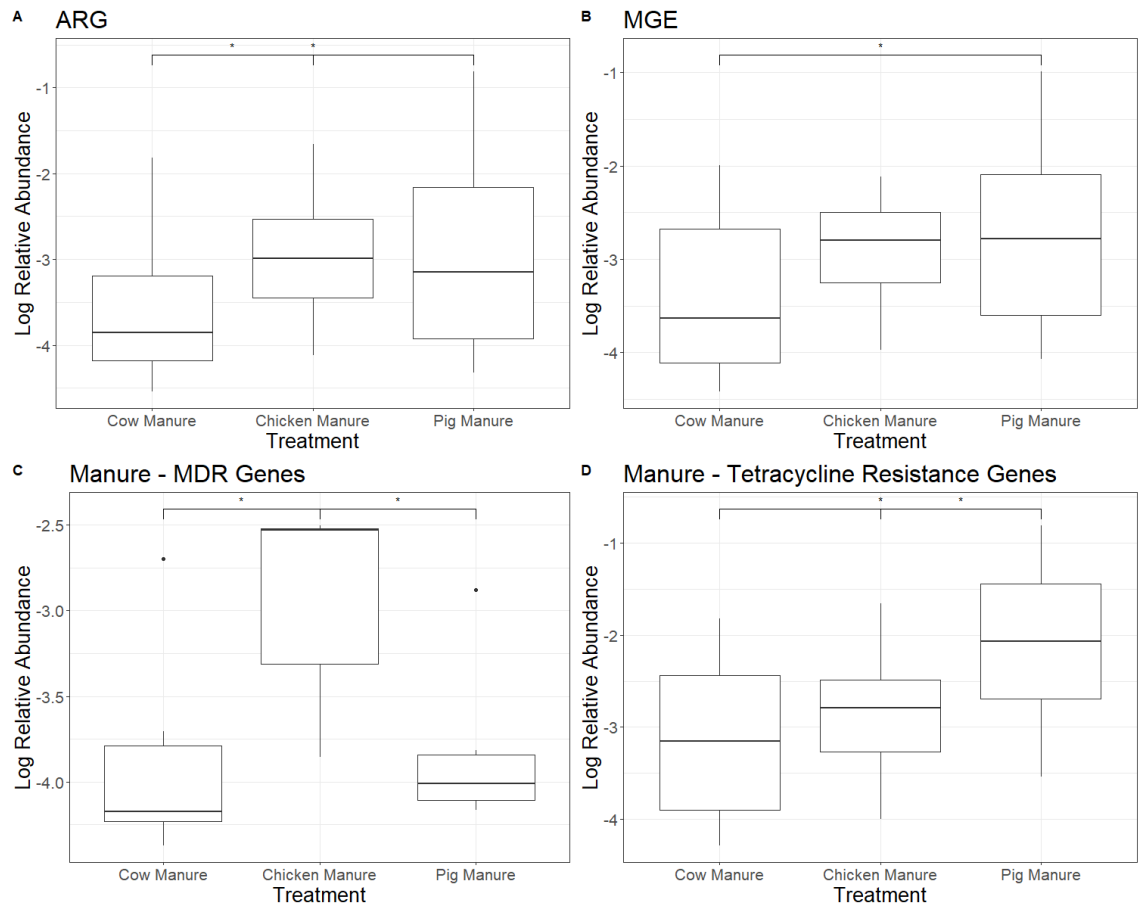 A ARG
* *
Log Relative Abundance
-1
-2
-3
-4
Cow Manure Chicken Manure Pig Manure
Treatment
B MGE
*
Log Relative Abundance
-1
-2
-3
-4
Cow Manure Chicken Manure Pig Manure
Treatment
C Manure - MDR Genes
* *
Log Relative Abundance
-2.5
-3.0
-3.5
-4.0
Cow Manure Chicken Manure Pig Manure
Treatment
D Manure - Tetracycline Resistance Genes
* *
Log Relative Abundance
-1
-2
-3
-4
Cow Manure Chicken Manure Pig Manure
Treatment